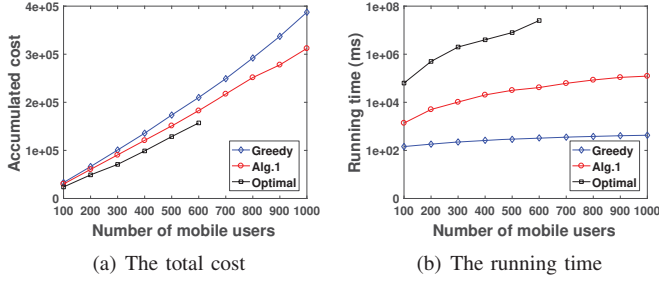 Accumulated cost
4e+05
3e+05
2e+05
1e+05
0
100 200 300 400 500 600 700 800 900 1000
Number of mobile users
Greedy
Alg.1
Optimal
(a) The total cost
Running time (ms)
1e+08
1e+06
1e+04
1e+02
0
100 200 300 400 500 600 700 800 900 1000
Number of mobile users
Greedy
Alg.1
Optimal
(b) The running time